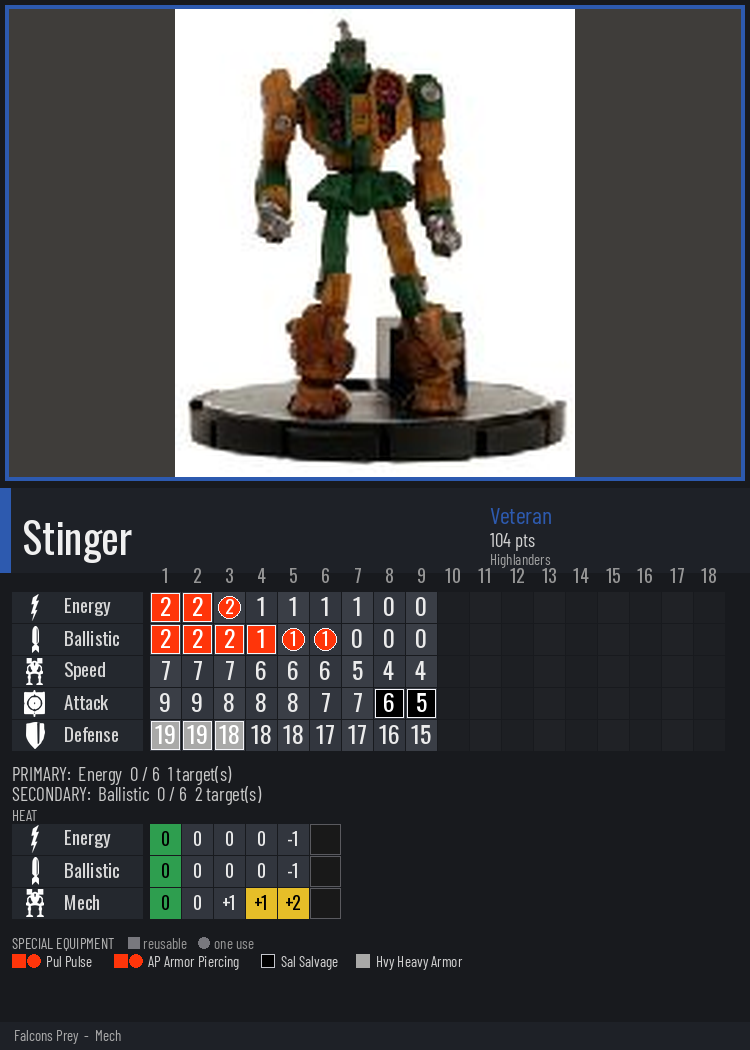 Stinger
Veteran
104 pts
Highlanders
1 2 3 4 5 6 7 8 9 10 11 12 13 14 15 16 17 18
Energy 2 2 2 1 1 1 1 0 0
Ballistic 2 2 2 1 1 1 0 0 0
Speed 7 7 7 6 6 6 5 4 4
Attack 9 9 8 8 8 7 7 6 5
Defense 19 19 18 18 18 17 17 16 15
PRIMARY: Energy 0 / 6 1 target(s)
SECONDARY: Ballistic 0 / 6 2 target(s)
HEAT
Energy 0 0 0 0 -1
Ballistic 0 0 0 0 -1
Mech 0 0 +1 +1 +2
SPECIAL EQUIPMENT reusable one use
Pul Pulse AP Armor Piercing Sal Salvage Hvy Heavy Armor
Falcons Prey - Mech